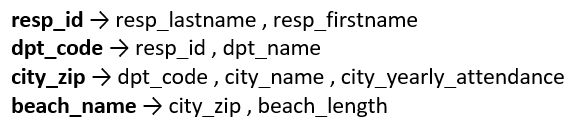 resp_id → resp_lastname , resp_firstname
dpt_code → resp_id , dpt_name
city_zip → dpt_code , city_name , city_yearly_attendance
beach_name → city_zip , beach_length